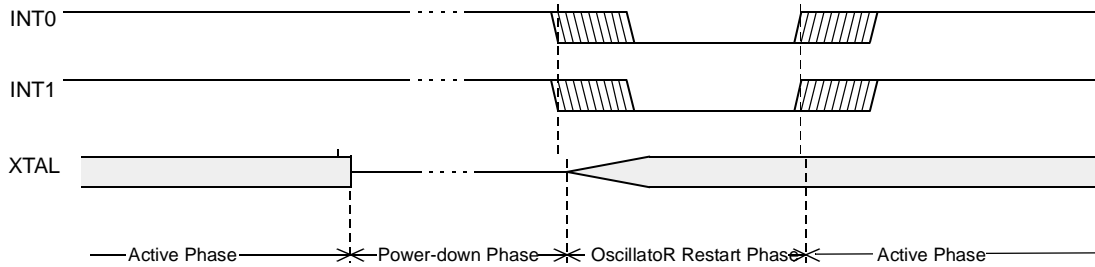 INT0
INT1
XTAL
Active Phase
Power-down Phase
OscillatoR Restart Phase
Active Phase